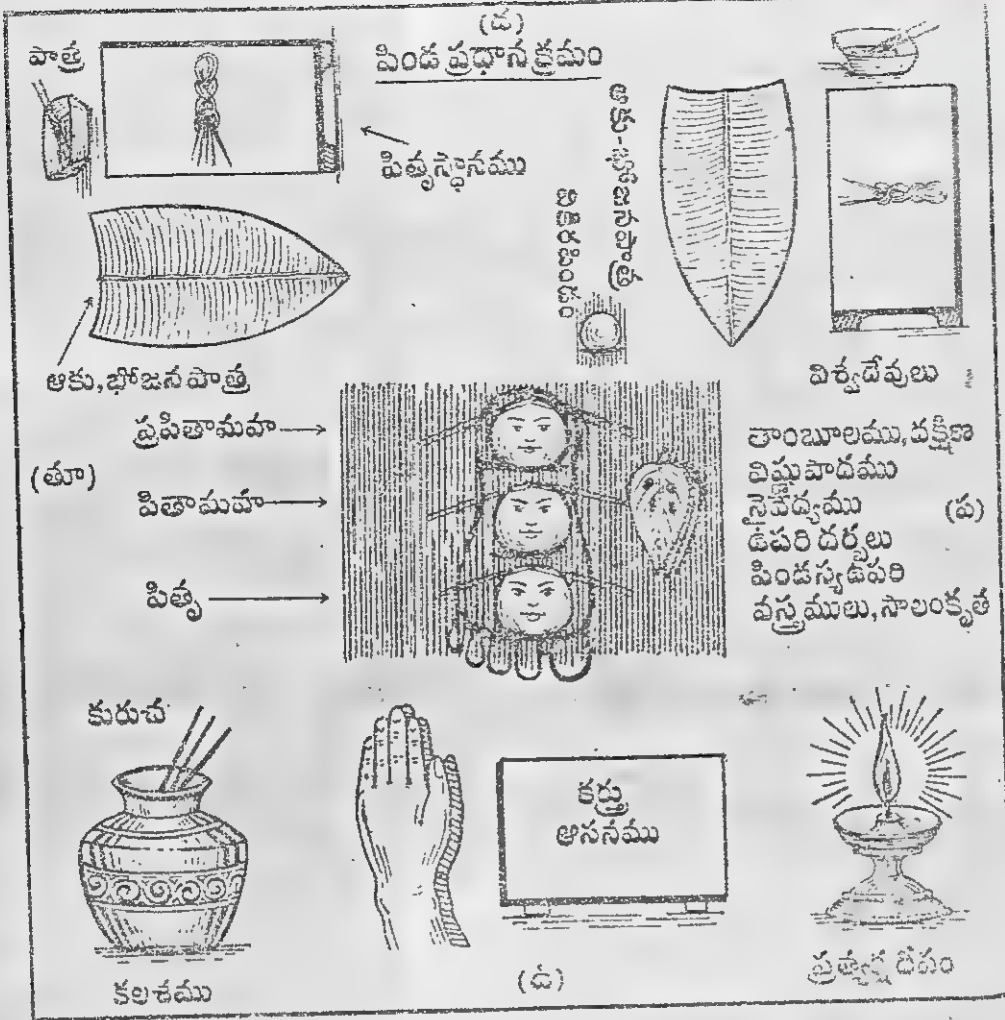 (ద)
పిండ ప్రధాన క్రమం
పాత్ర
పితృస్థానము
ఆకు,భోజన పాత్ర
విశ్వదేవులు
ప్రపితామహ
(తూ)
పితామహ
పితృ
తాంబూలము,దక్షిణ
విష్ణుపాదము
నైవేద్యము
(ప)
ఉపరి దర్భలు
పిండస్యఉపరి
వస్త్రములు,సాలంకృత
కురుచ
కర్తృ
ఆసనము
కలశము
(ఉ)
ప్రత్యక్ష దీపం